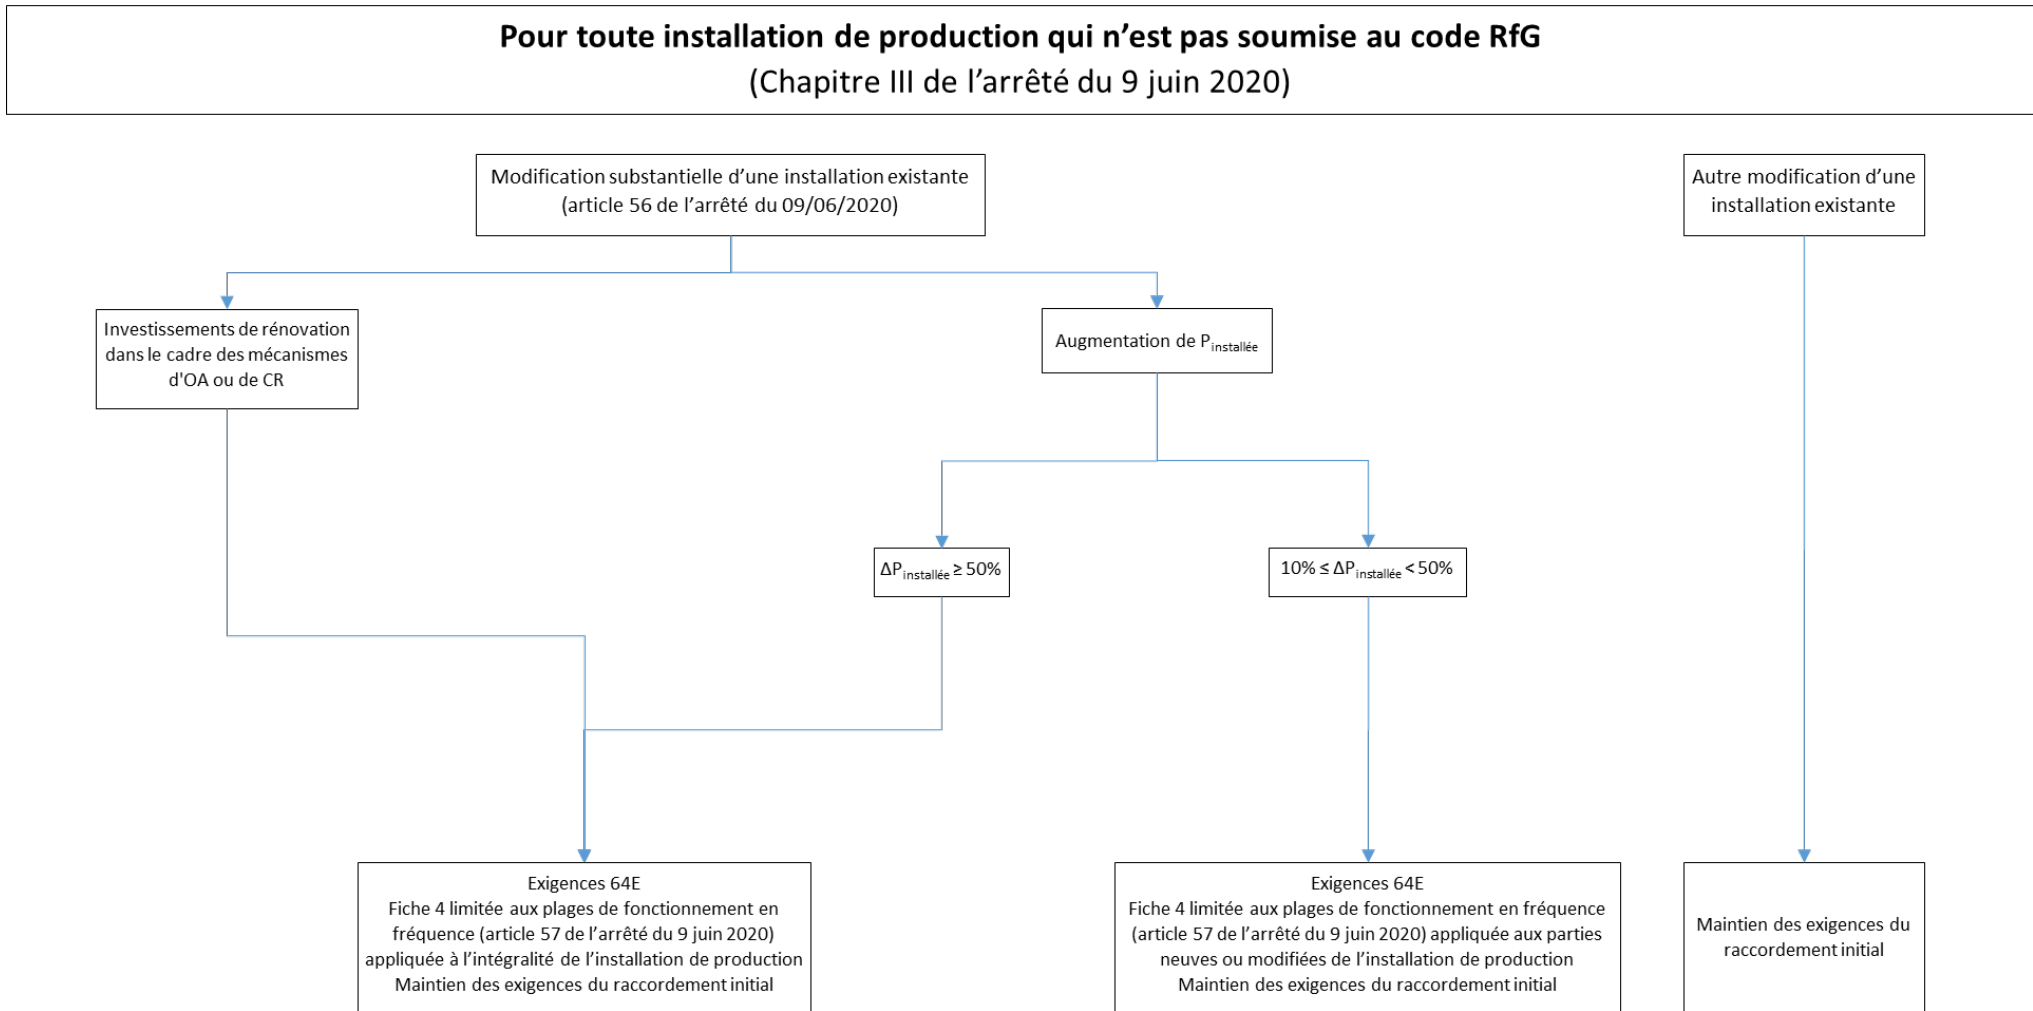 Pour toute installation de production qui n’est pas soumise au code RfG
(Chapitre III de l’arrêté du 9 juin 2020)
Modification substantielle d’une installation existante
(article 56 de l’arrêté du 09/06/2020)
Autre modification d’une
installation existante
Investissements de rénovation
dans le cadre des mécanismes
d'OA ou de CR
Augmentation de Pinstallée
ΔPinstallée ≥ 50%
10% ≤ ΔPinstallée < 50%
Exigences 64E
Fiche 4 limitée aux plages de fonctionnement en
fréquence (article 57 de l’arrêté du 9 juin 2020)
appliquée à l’intégralité de l’installation de production
Maintien des exigences du raccordement initial
Exigences 64E
Fiche 4 limitée aux plages de fonctionnement en fréquence
(article 57 de l’arrêté du 9 juin 2020) appliquée aux parties
neuves ou modifiées de l’installation de production
Maintien des exigences du raccordement initial
Maintien des exigences du
raccordement initial